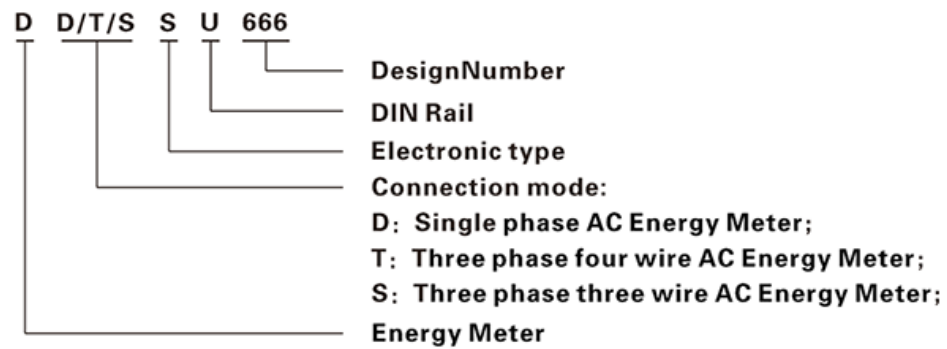 D D/T/S S U 666
DesignNumber
DIN Rail
Electronic type
Connection mode:
D: Single phase AC Energy Meter;
T: Three phase four wire AC Energy Meter;
S: Three phase three wire AC Energy Meter;
Energy Meter